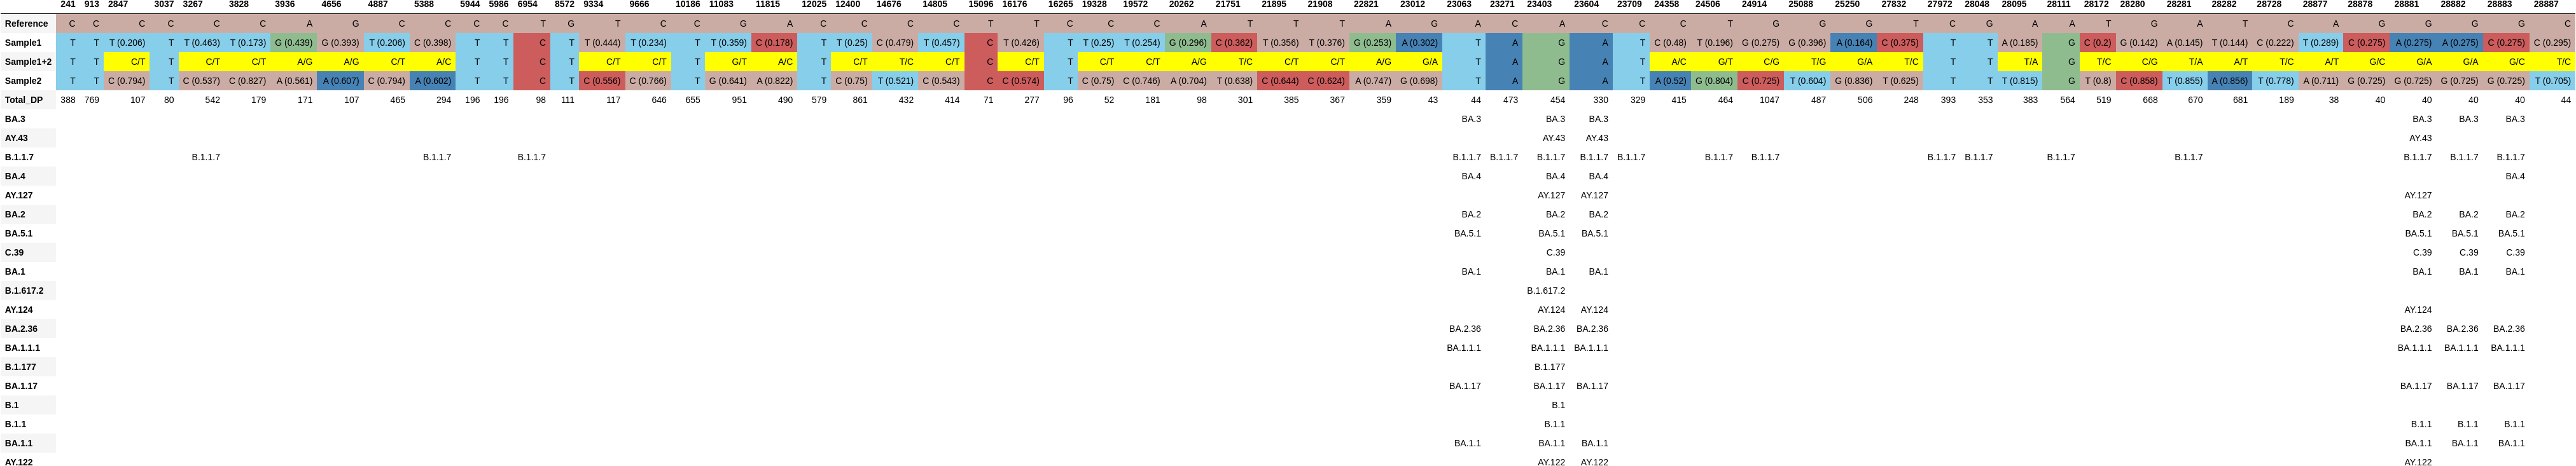 241 913 2847 3037 3267 3828 3936 4656 4887 5388 5944 5986 6954 8572 9334 9666 10186 11083 11815 12025 12400 14676 14805 15096 16176 16265 19328 19572 20262 21751 21895 21908 22821 23012 23063 23271 23403 23604 23709 24358 24506 24914 25088 25250 27832 27972 28048 28095 28111 28172 28280 28281 28282 28728 28877 28878 28881 28882 28883 28887
Reference C C C C C C A G C C C C T G T C C G A C C C C T T C C C A T T T A G A C A C C C T G G G T C G A A T G A T C A G G G G C
Sample1 T T T (0.206) T T (0.463) T (0.173) G (0.439) G (0.393) T (0.206) C (0.398) T T C T T (0.444) T (0.234) T T (0.359) C (0.178) T T (0.25) C (0.479) T (0.457) C T (0.426) T T (0.25) T (0.254) G (0.296) C (0.362) T (0.356) T (0.376) G (0.253) A (0.302) T A G A T C (0.48) T (0.196) G (0.275) G (0.396) A (0.164) C (0.375) T T A (0.185) G C (0.2) G (0.142) A (0.145) T (0.144) C (0.222) T (0.289) C (0.275) A (0.275) A (0.275) C (0.275) C (0.295)
Sample1+2 T T C/T T C/T C/T A/G A/G C/T A/C T T C T C/T C/T T G/T A/C T C/T T/C C/T C C/T T C/T C/T A/G T/C C/T C/T A/G G/A T A G A T A/C G/T C/G T/G G/A T/C T T T/A G T/C C/G T/A A/T T/C A/T G/C G/A G/A G/C T/C
Sample2 T T C (0.794) T C (0.537) C (0.827) A (0.561) A (0.607) C (0.794) A (0.602) T T C T C (0.556) C (0.766) T G (0.641) A (0.822) T C (0.75) T (0.521) C (0.543) C C (0.574) T C (0.75) C (0.746) A (0.704) T (0.638) C (0.644) C (0.624) A (0.747) G (0.698) T A G A T A (0.52) G (0.804) C (0.725) T (0.604) G (0.836) T (0.625) T T T (0.815) G T (0.8) C (0.858) T (0.855) A (0.856) T (0.778) A (0.711) G (0.725) G (0.725) G (0.725) G (0.725) T (0.705)
Total_DP 388 769 107 80 542 179 171 107 465 294 196 196 98 111 117 646 655 951 490 579 861 432 414 71 277 96 52 181 98 301 385 367 359 43 44 473 454 330 329 415 464 1047 487 506 248 393 353 383 564 519 668 670 681 189 38 40 40 40 40 44
BA.3 BA.3 BA.3 BA.3 BA.3 BA.3 BA.3
AY.43 AY.43 AY.43 AY.43
B.1.1.7 B.1.1.7 B.1.1.7 B.1.1.7 B.1.1.7 B.1.1.7 B.1.1.7 B.1.1.7 B.1.1.7 B.1.1.7 B.1.1.7 B.1.1.7 B.1.1.7 B.1.1.7 B.1.1.7 B.1.1.7 B.1.1.7 B.1.1.7
BA.4 BA.4 BA.4 BA.4 BA.4
AY.127 AY.127 AY.127 AY.127
BA.2 BA.2 BA.2 BA.2 BA.2 BA.2 BA.2
BA.5.1 BA.5.1 BA.5.1 BA.5.1 BA.5.1 BA.5.1 BA.5.1
C.39 C.39 C.39 C.39 C.39
BA.1 BA.1 BA.1 BA.1 BA.1 BA.1 BA.1
B.1.617.2 B.1.617.2
AY.124 AY.124 AY.124 AY.124
BA.2.36 BA.2.36 BA.2.36 BA.2.36 BA.2.36 BA.2.36 BA.2.36
BA.1.1.1 BA.1.1.1 BA.1.1.1 BA.1.1.1 BA.1.1.1 BA.1.1.1 BA.1.1.1
B.1.177 B.1.177
BA.1.17 BA.1.17 BA.1.17 BA.1.17 BA.1.17 BA.1.17 BA.1.17
B.1 B.1
B.1.1 B.1.1 B.1.1 B.1.1 B.1.1
BA.1.1 BA.1.1 BA.1.1 BA.1.1 BA.1.1 BA.1.1 BA.1.1
AY.122 AY.122 AY.122 AY.122